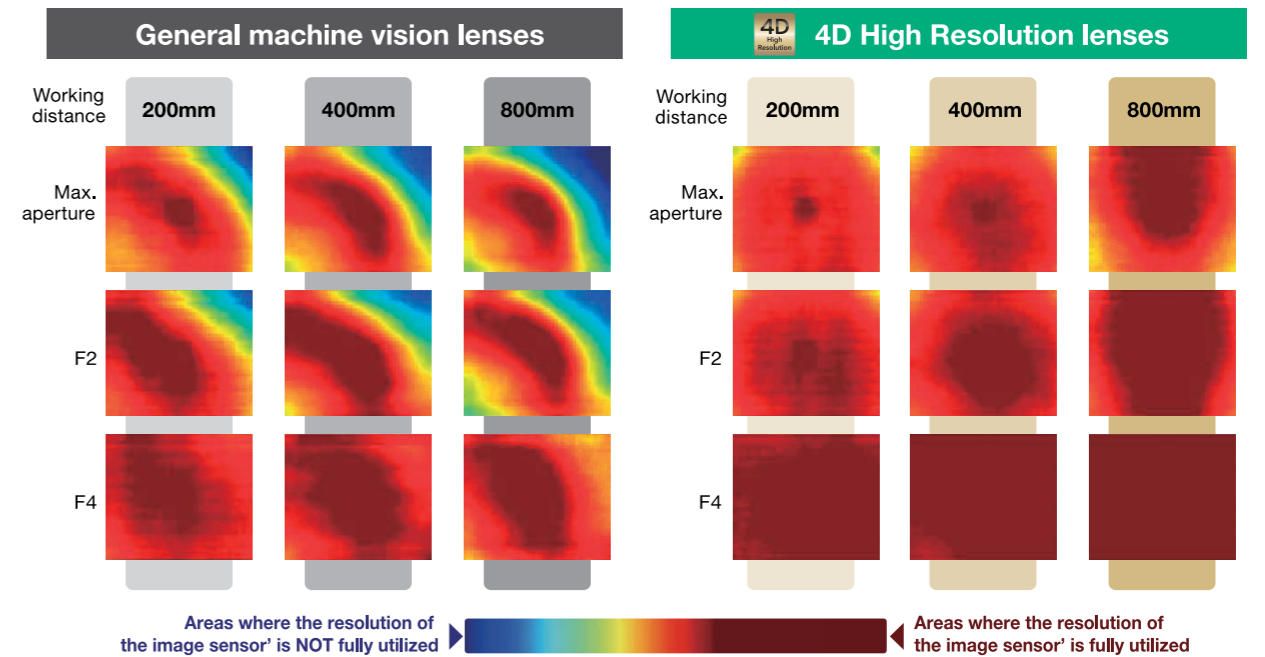 General machine vision lenses
Working
distance
200mm
400mm
800mm
Max.
aperture
F2
F4
4D
High
Resolution
4D High Resolution lenses
Working
distance
200mm
400mm
800mm
Max.
aperture
F2
F4
Areas where the resolution of
the image sensor’ is NOT fully utilized
Areas where the resolution of
the image sensor’ is fully utilized